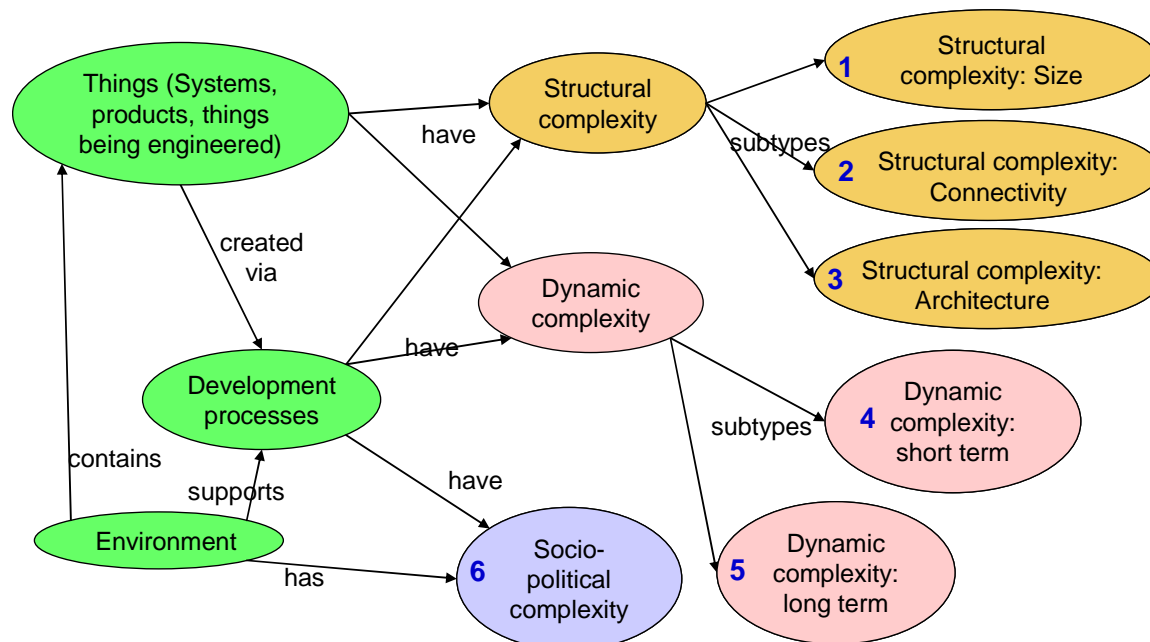 Things (Systems,
products, things
being engineered)
have
Structural
complexity
1
Structural
complexity: Size
subtypes
2
Structural complexity:
Connectivity
3
Structural complexity:
Architecture
created
via
Dynamic
complexity
have
Development
processes
subtypes
4
Dynamic
complexity:
short term
contains
supports
have
Environment
has
6
Socio-
political
complexity
5
Dynamic
complexity:
long term